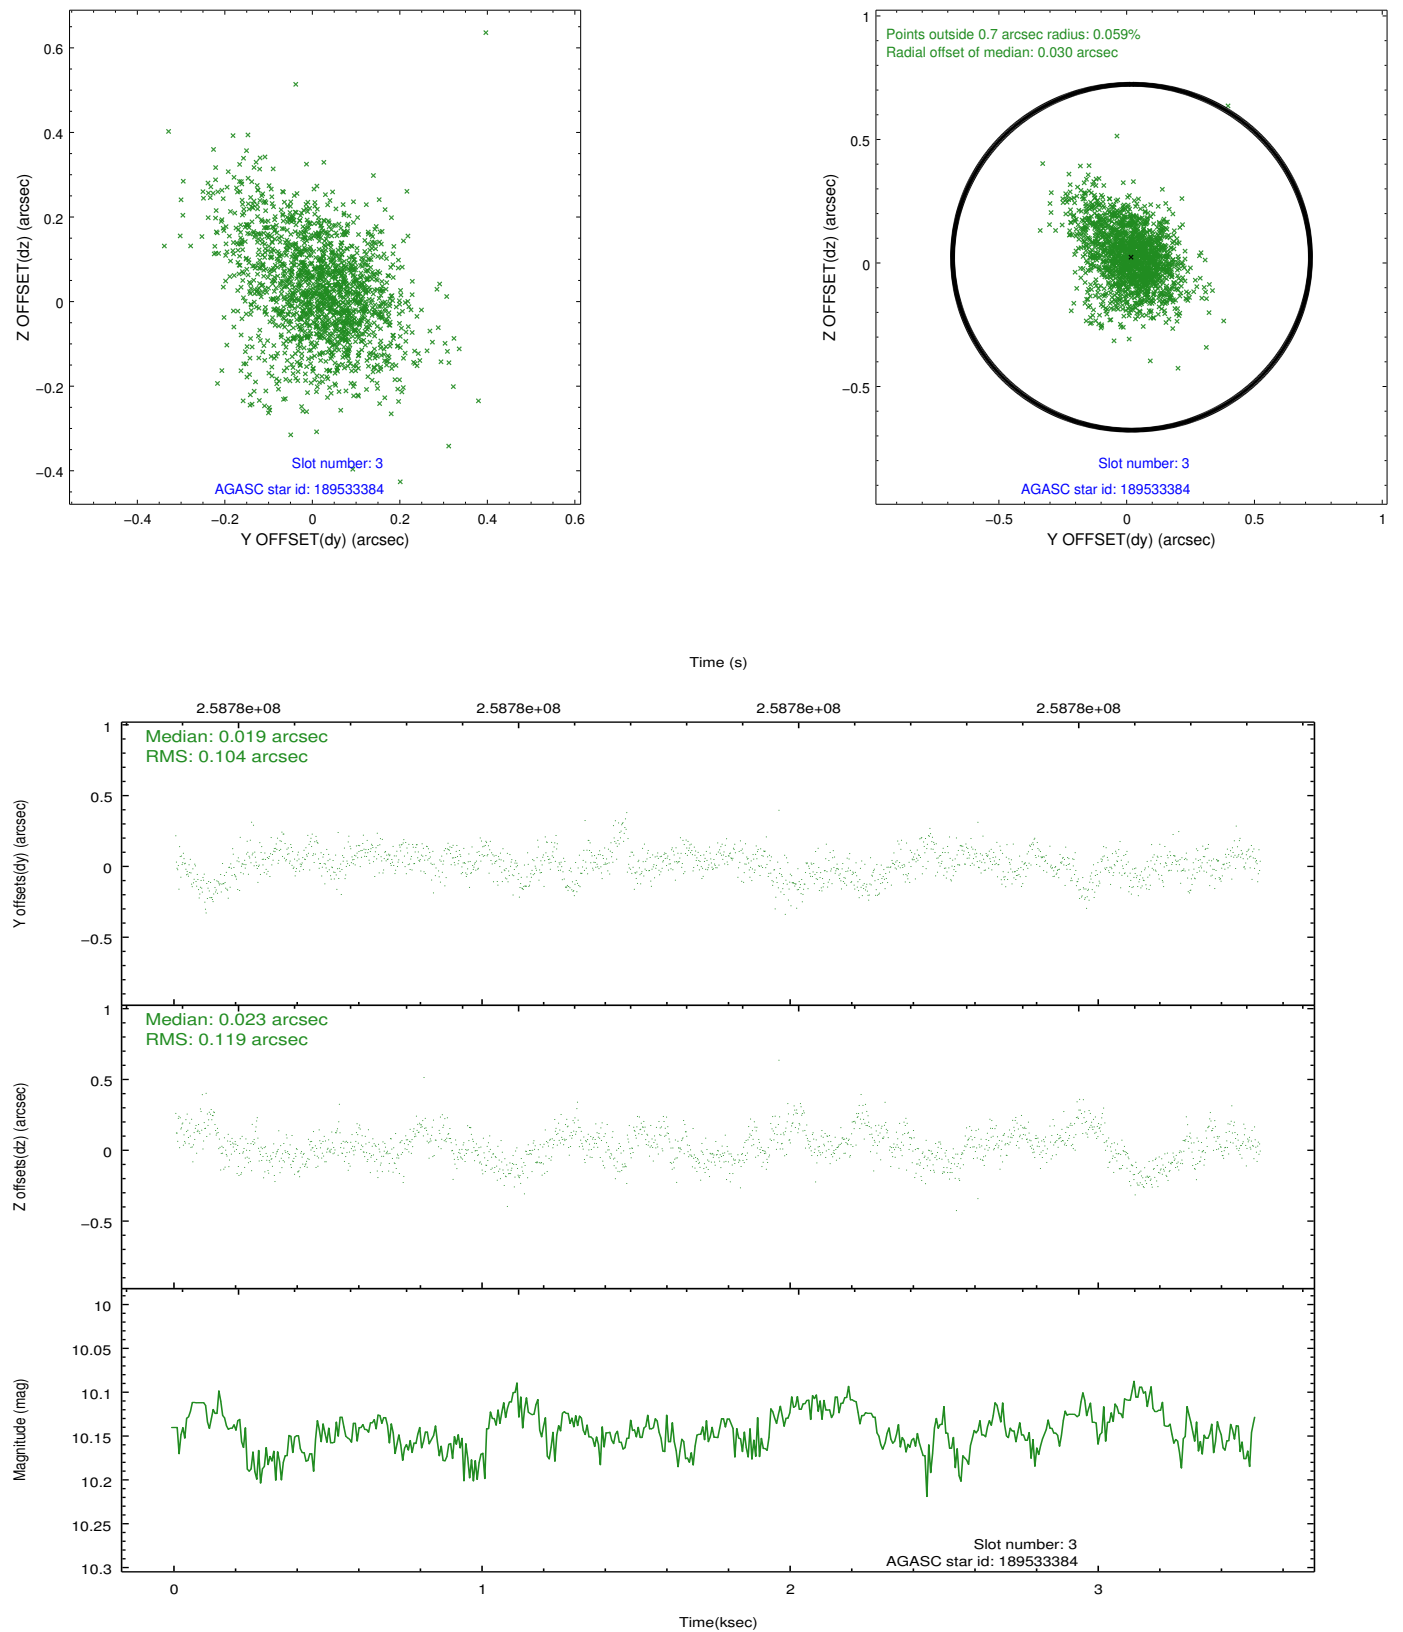 0.6
0.4
0.2
0
−0.2
−0.4
Z OFFSET(dz) (arcsec)
Slot number: 3
AGASC star id: 189533384
−0.4 −0.2 0 0.2 0.4 0.6
Y OFFSET(dy) (arcsec)
1
0.5
0
−0.5
Z OFFSET(dz) (arcsec)
Points outside 0.7 arcsec radius: 0.059%
Radial offset of median: 0.030 arcsec
Slot number: 3
AGASC star id: 189533384
−0.5 0 0.5 1
Y OFFSET(dy) (arcsec)
Time (s)
2.5878e+08 2.5878e+08 2.5878e+08 2.5878e+08
1
0.5
0
−0.5
Y offsets(dy) (arcsec)
Median: 0.019 arcsec
RMS: 0.104 arcsec
1
0.5
0
−0.5
Z offsets(dz) (arcsec)
Median: 0.023 arcsec
RMS: 0.119 arcsec
10
10.05
10.1
10.15
10.2
10.25
10.3
Magnitude (mag)
Slot number: 3
AGASC star id: 189533384
0 1 2 3
Time(ksec)